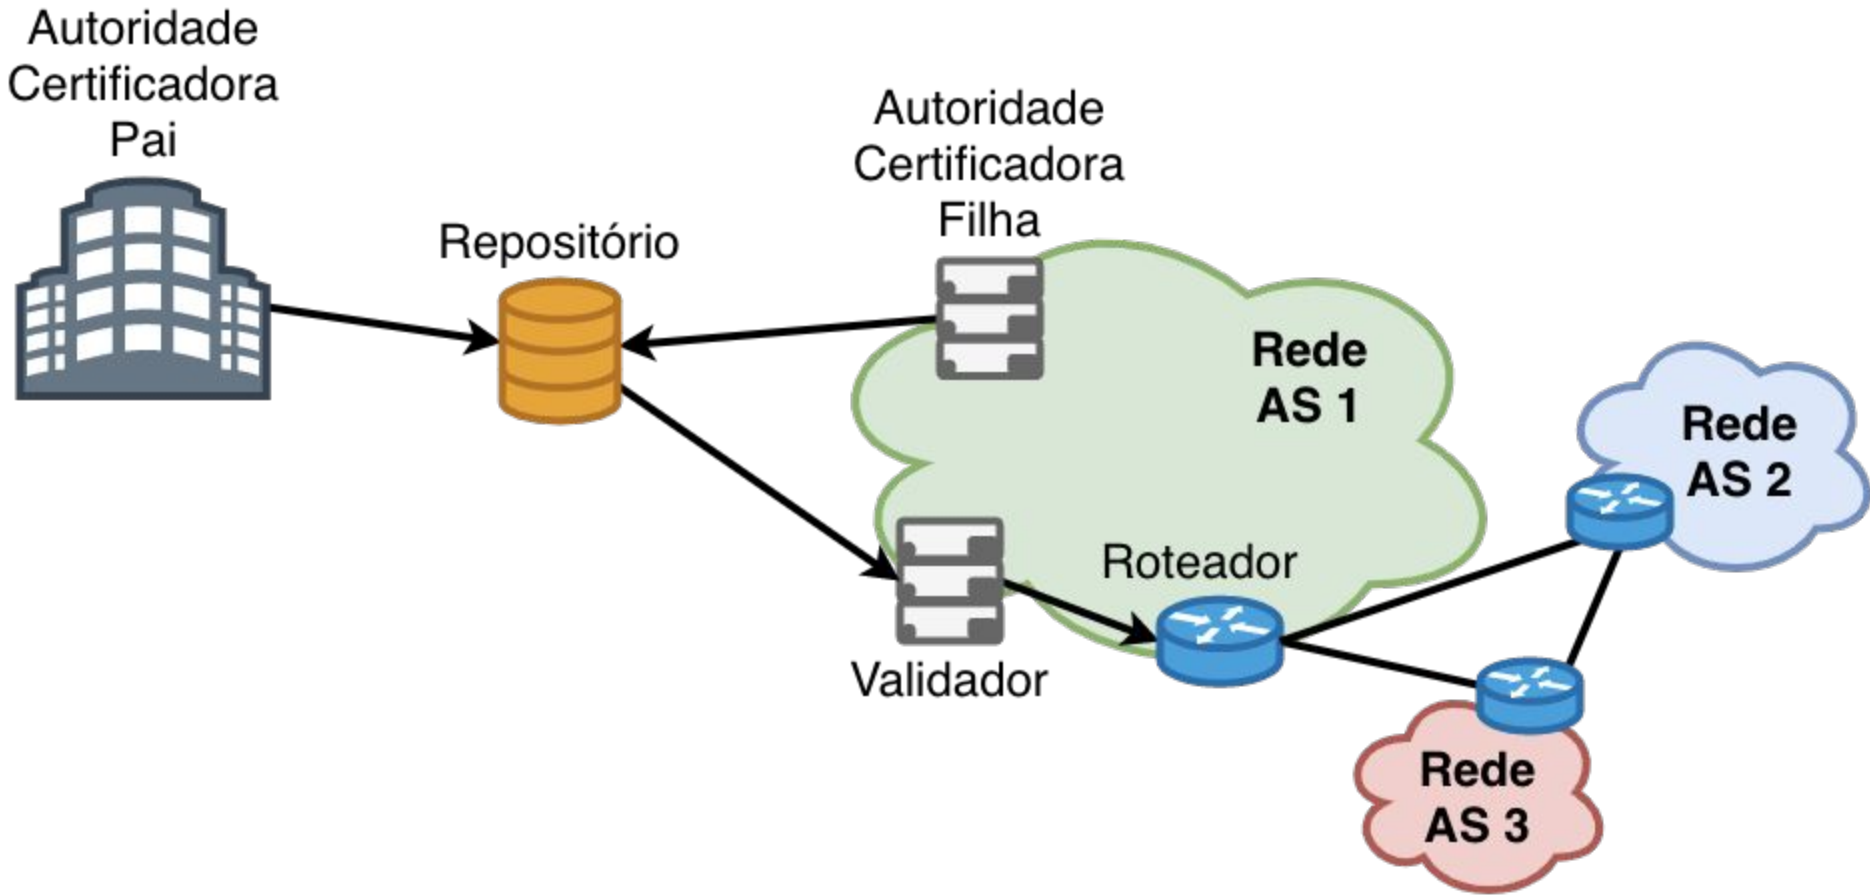 Autoridade
Certificadora
Pai
Repositório
Autoridade
Certificadora
Filha
Rede
AS 1
Rede
AS 2
Roteador
Validador
Rede
AS 3